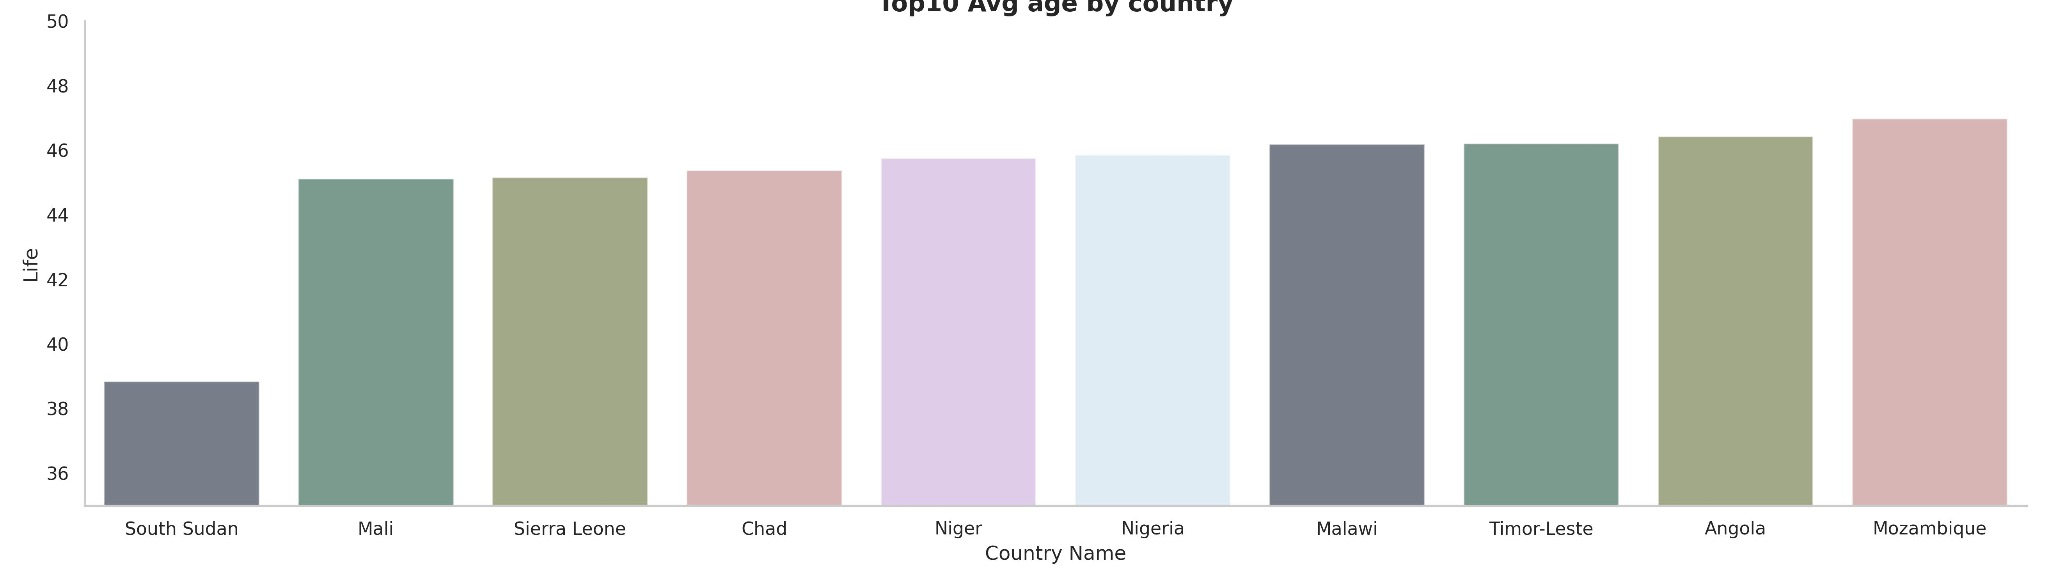 Top10 Avg age by country
50
48
46
44
42
40
38
36
Life
South Sudan Mali Sierra Leone Chad Niger Nigeria Malawi Timor-Leste Angola Mozambique
Country Name